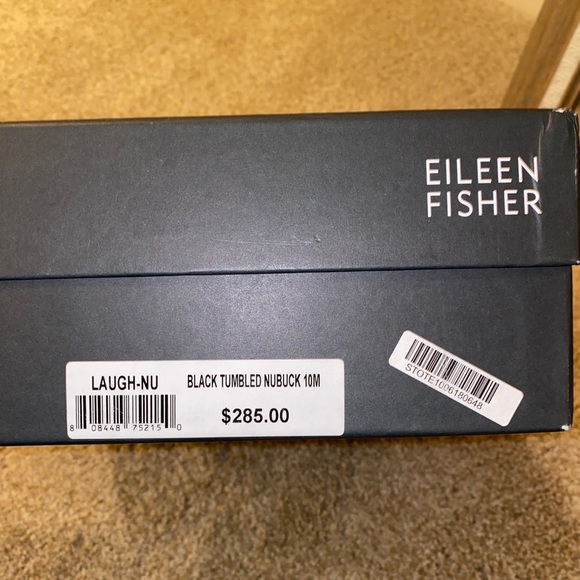 EILEEN
FISHER
LAUGH-NU BLACK TUMBLED NUBUCK 10M
$285.00
8 08448 75215 0
STOTE1006180648